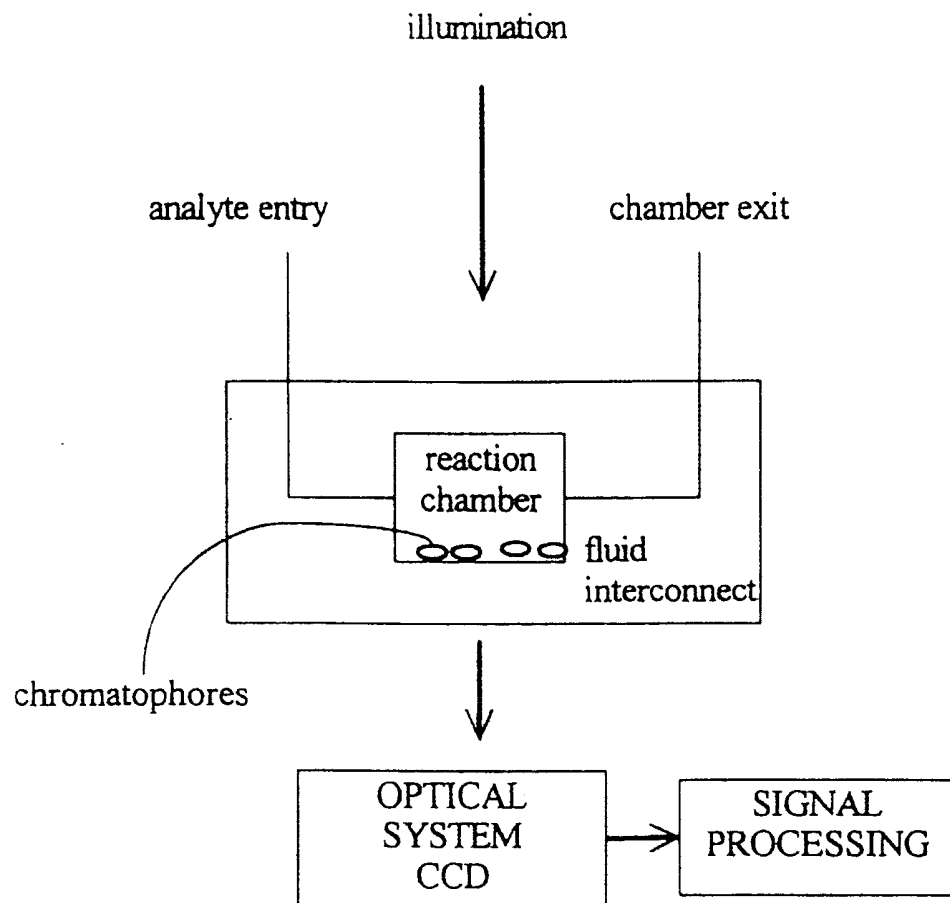 illumination
analyte entry
chamber exit
reaction
chamber
fluid
interconnect
chromatophores
OPTICAL
SYSTEM
CCD
SIGNAL
PROCESSING